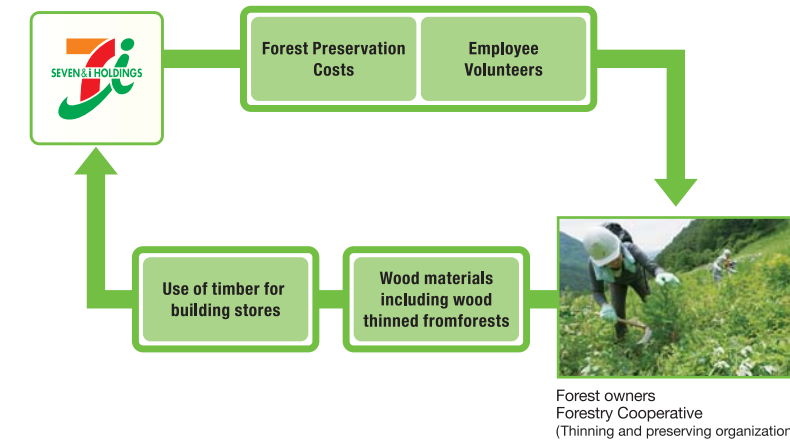 SEVEN & i HOLDINGS
Forest Preservation
Costs
Employee
Volunteers
Use of timber for
building stores
Wood materials
including wood
thinned fromforests
Forest owners
Forestry Cooperative
(Thinning and preserving organization